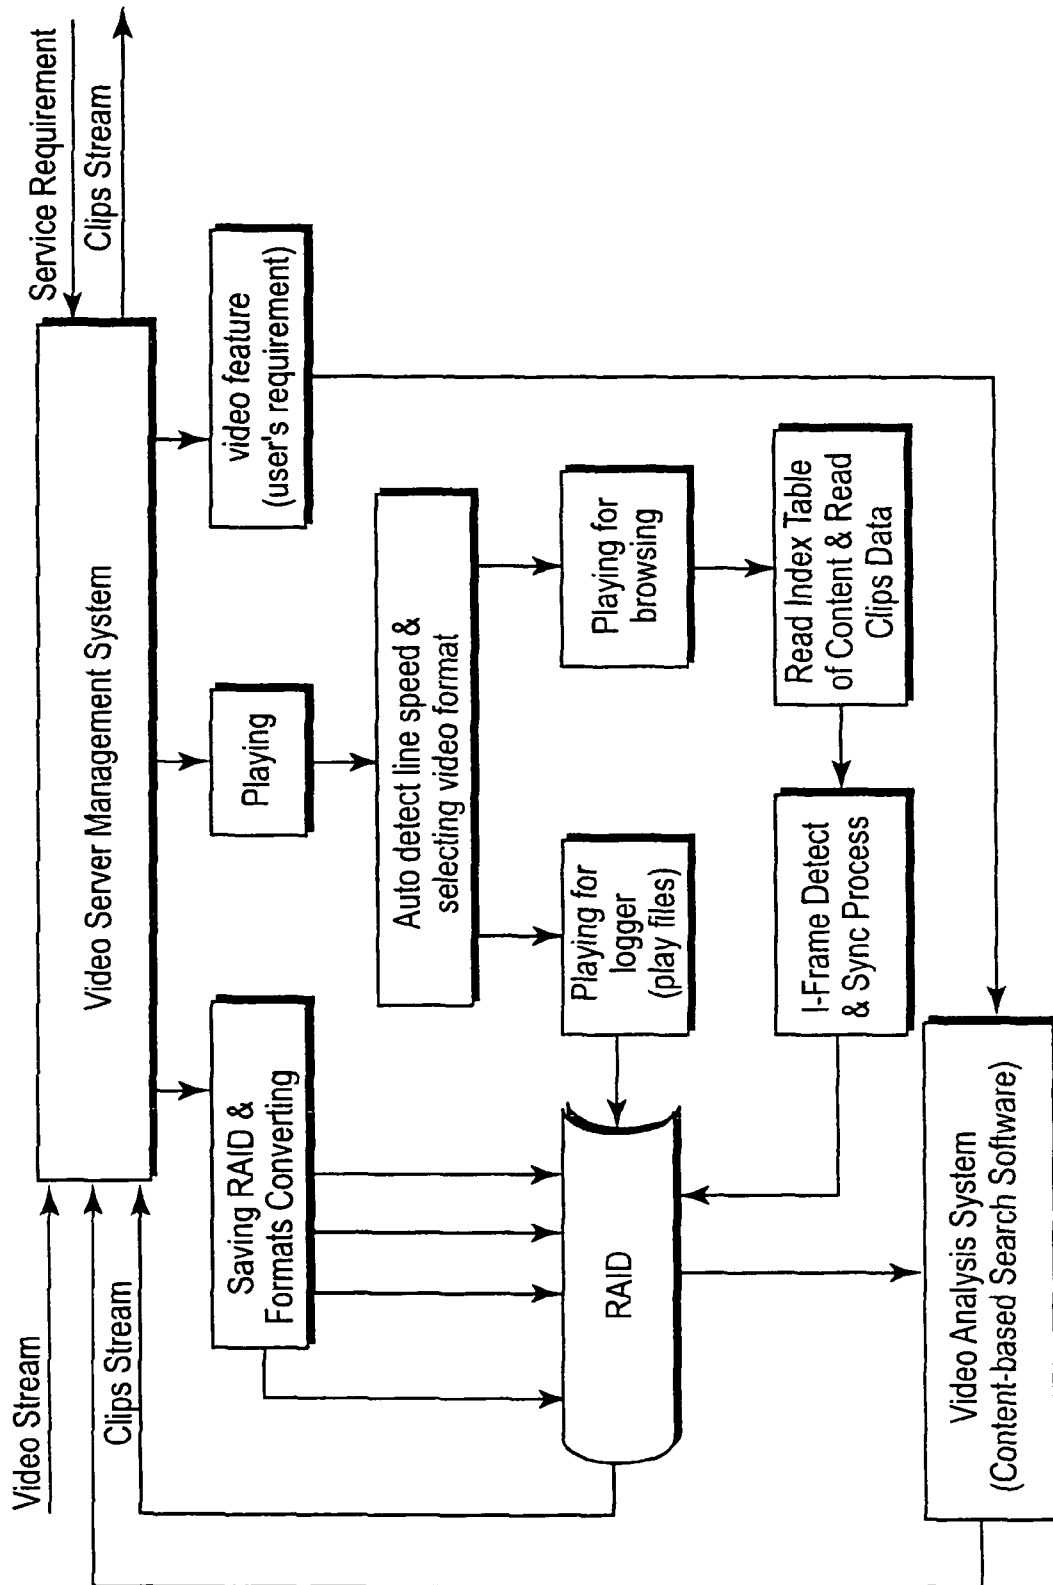 Service Requirement
Clips Stream
Video Server Management System
Video Stream
Clips Stream
video feature
(user's requirement)
Playing
Saving RAID &
Formats Converting
Auto detect line speed &
selecting video format
Playing for
browsing
Playing for
logger
(play files)
RAID
Read Index Table
of Content & Read
Clips Data
I-Frame Detect
& Sync Process
Video Analysis System
(Content-based Search Software)